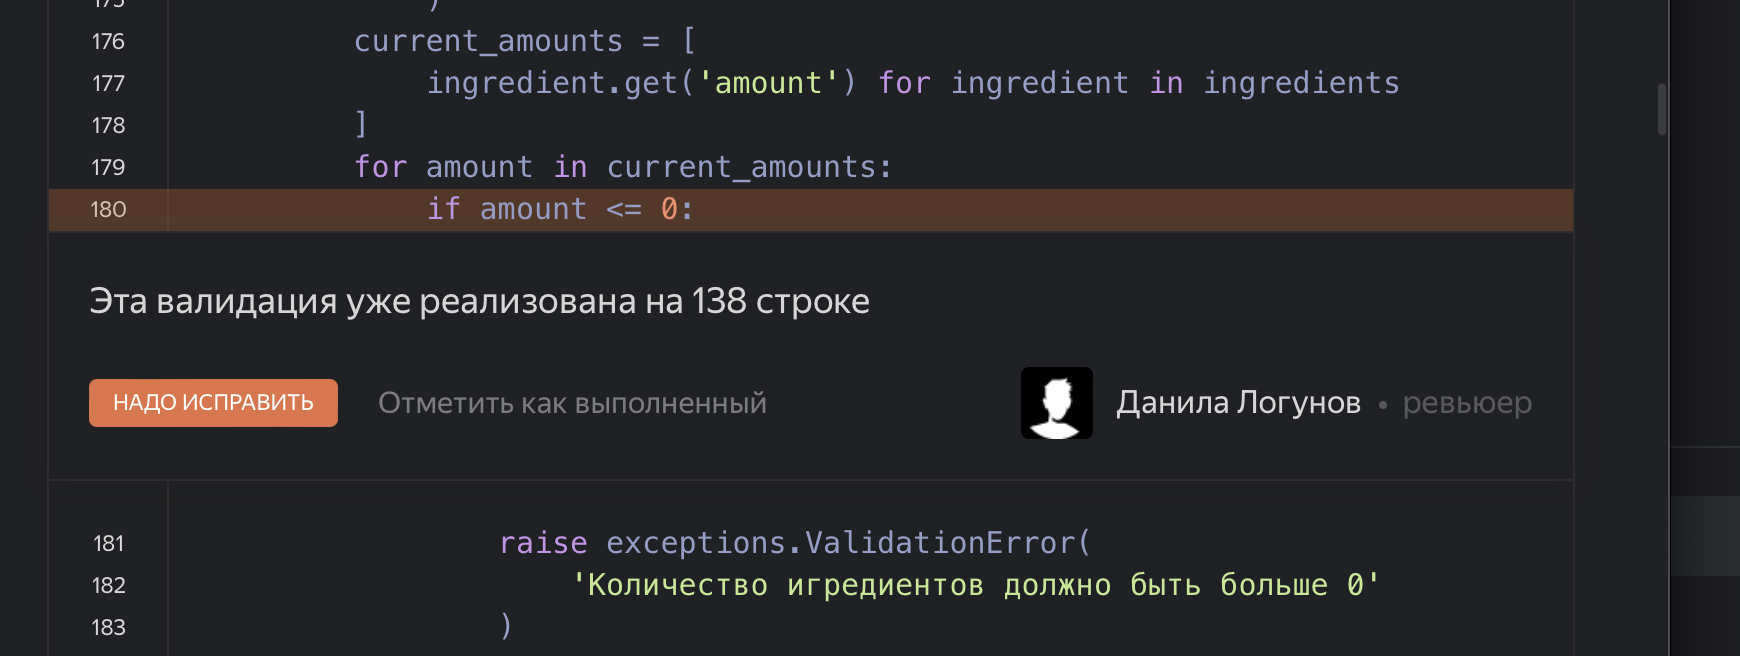 175 )
176 current_amounts = [
177 ingredient.get('amount') for ingredient in ingredients
178 ]
179 for amount in current_amounts:
180 if amount <= 0:
Эта валидация уже реализована на 138 строке
НАДО ИСПРАВИТЬ Отметить как выполненный Данила Логунов • ревьюер
181 raise exceptions.ValidationError(
182 'Количество игредиентов должно быть больше 0'
183 )